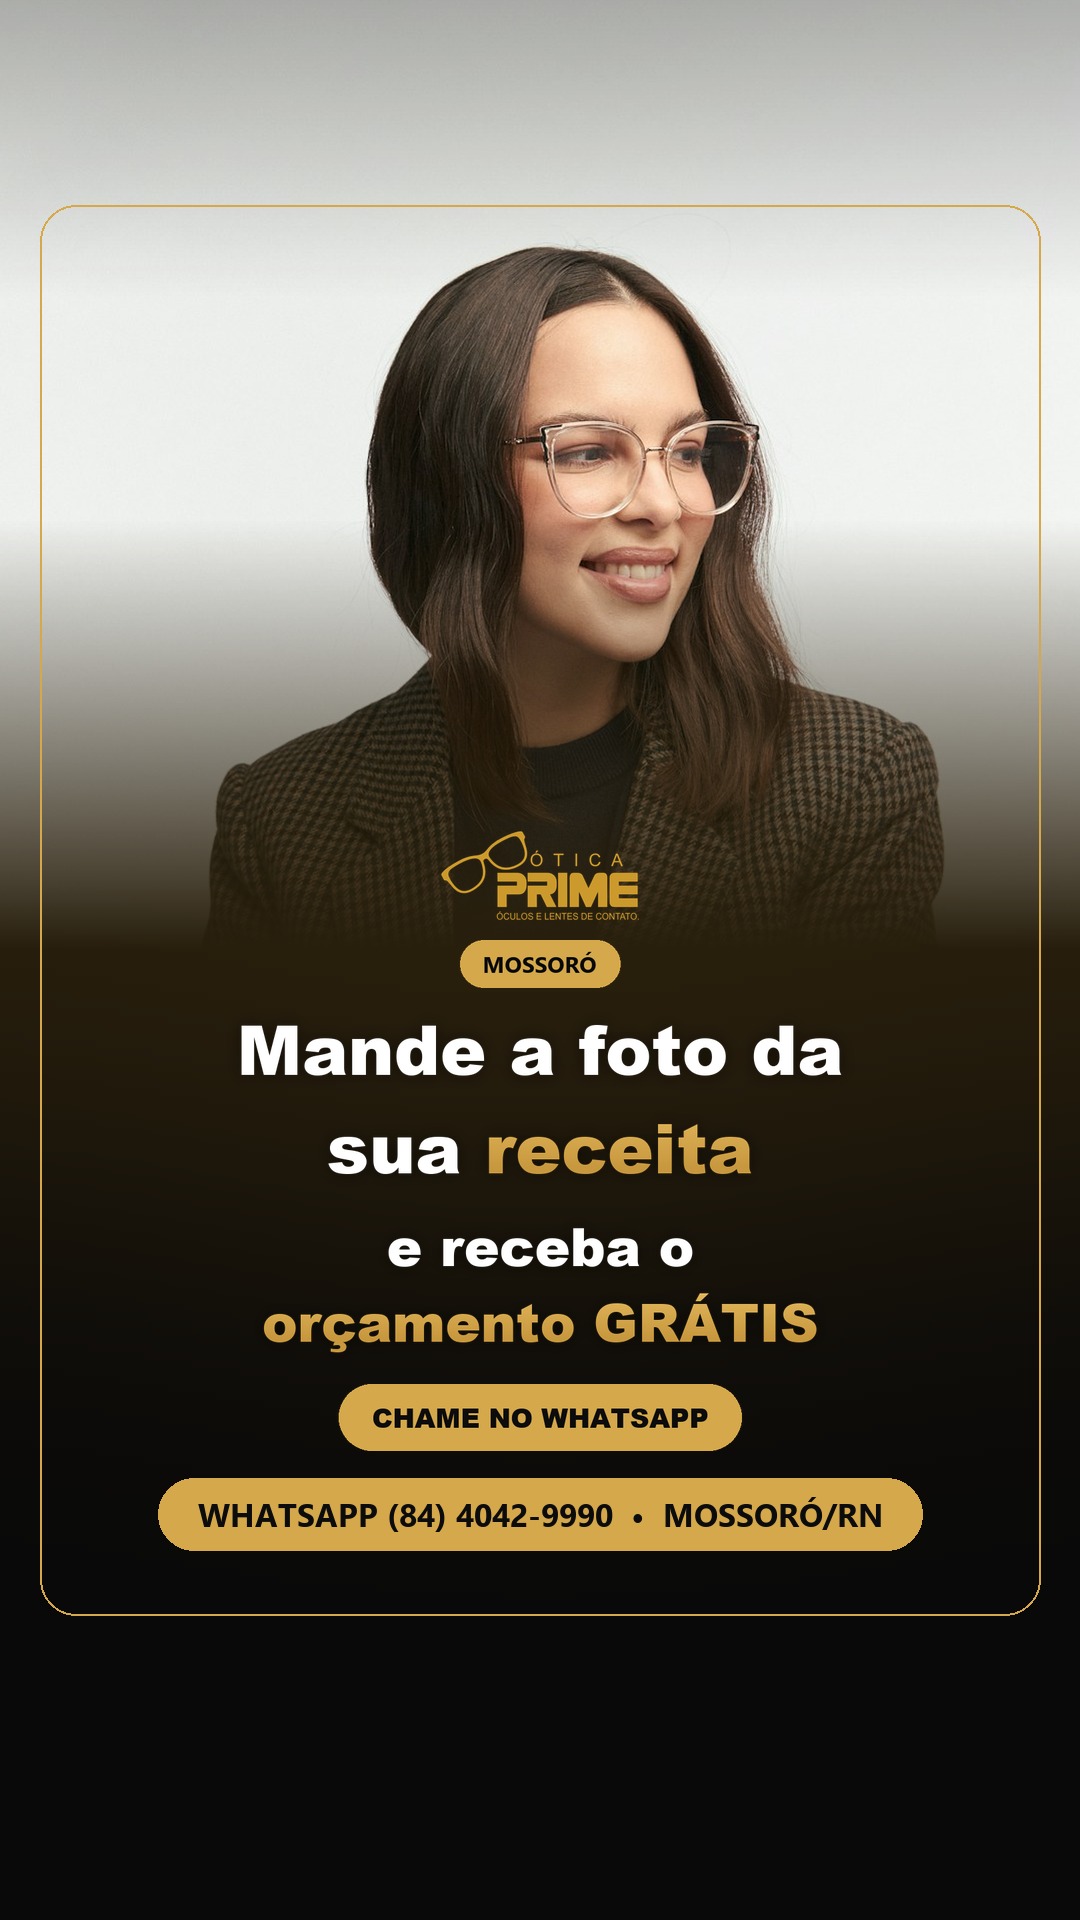 ÓTICA
PRIME
ÓCULOS E LENTES DE CONTATO.
MOSSORÓ
Mande a foto da
sua receita
e receba o
orçamento GRÁTIS
CHAME NO WHATSAPP
WHATSAPP (84) 4042-9990 • MOSSORÓ/RN